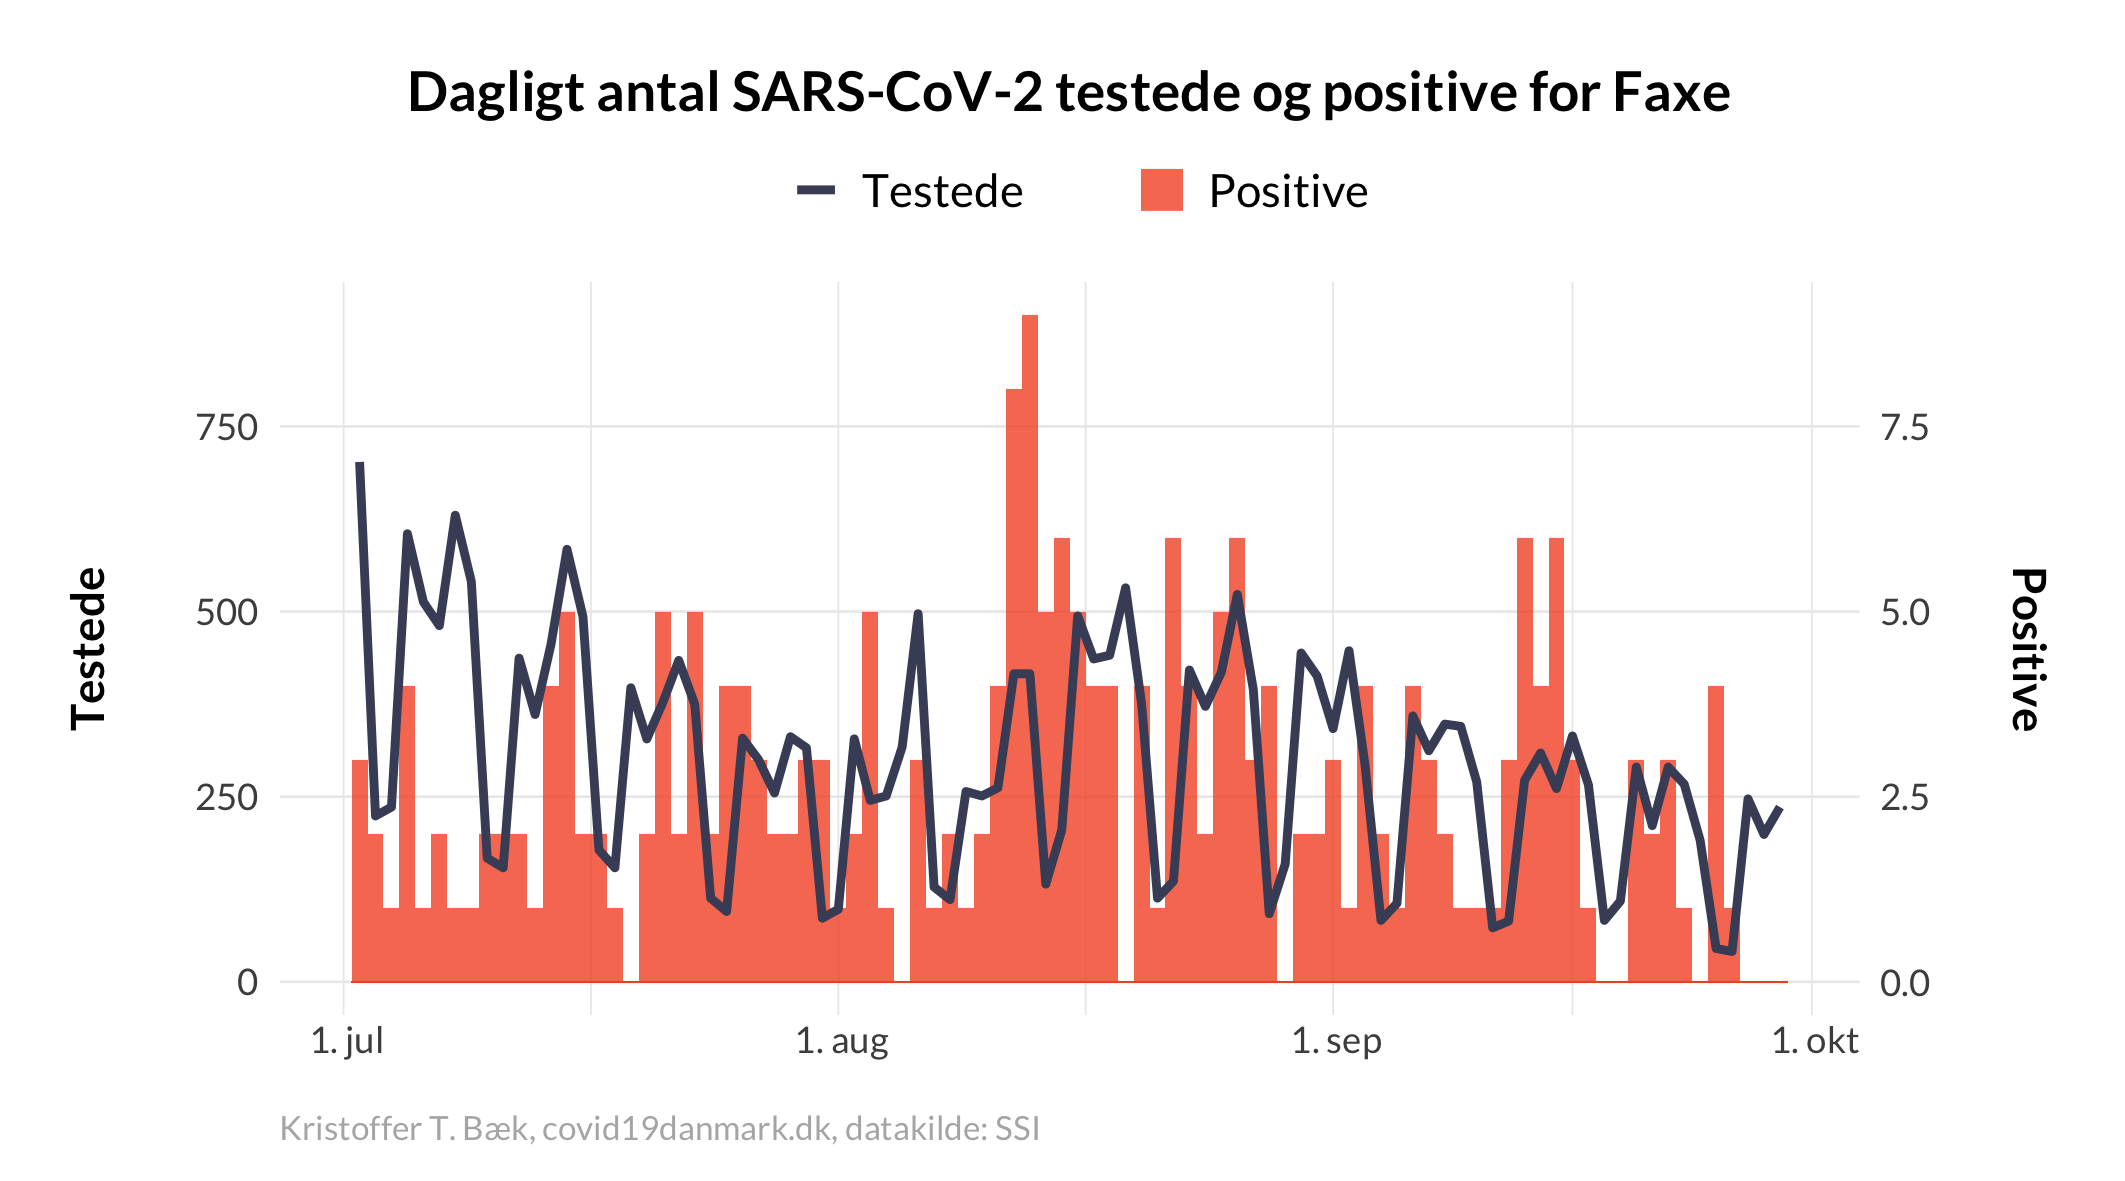 Dagligt antal SARS-CoV-2 testede og positive for Faxe
Testede
Positive
750
500
250
0
7.5
5.0
2.5
0.0
Testede
Positive
1. jul
1. aug
1. sep
1. okt
Kristoffer T. Bæk, covid19danmark.dk, datakilde: SSI